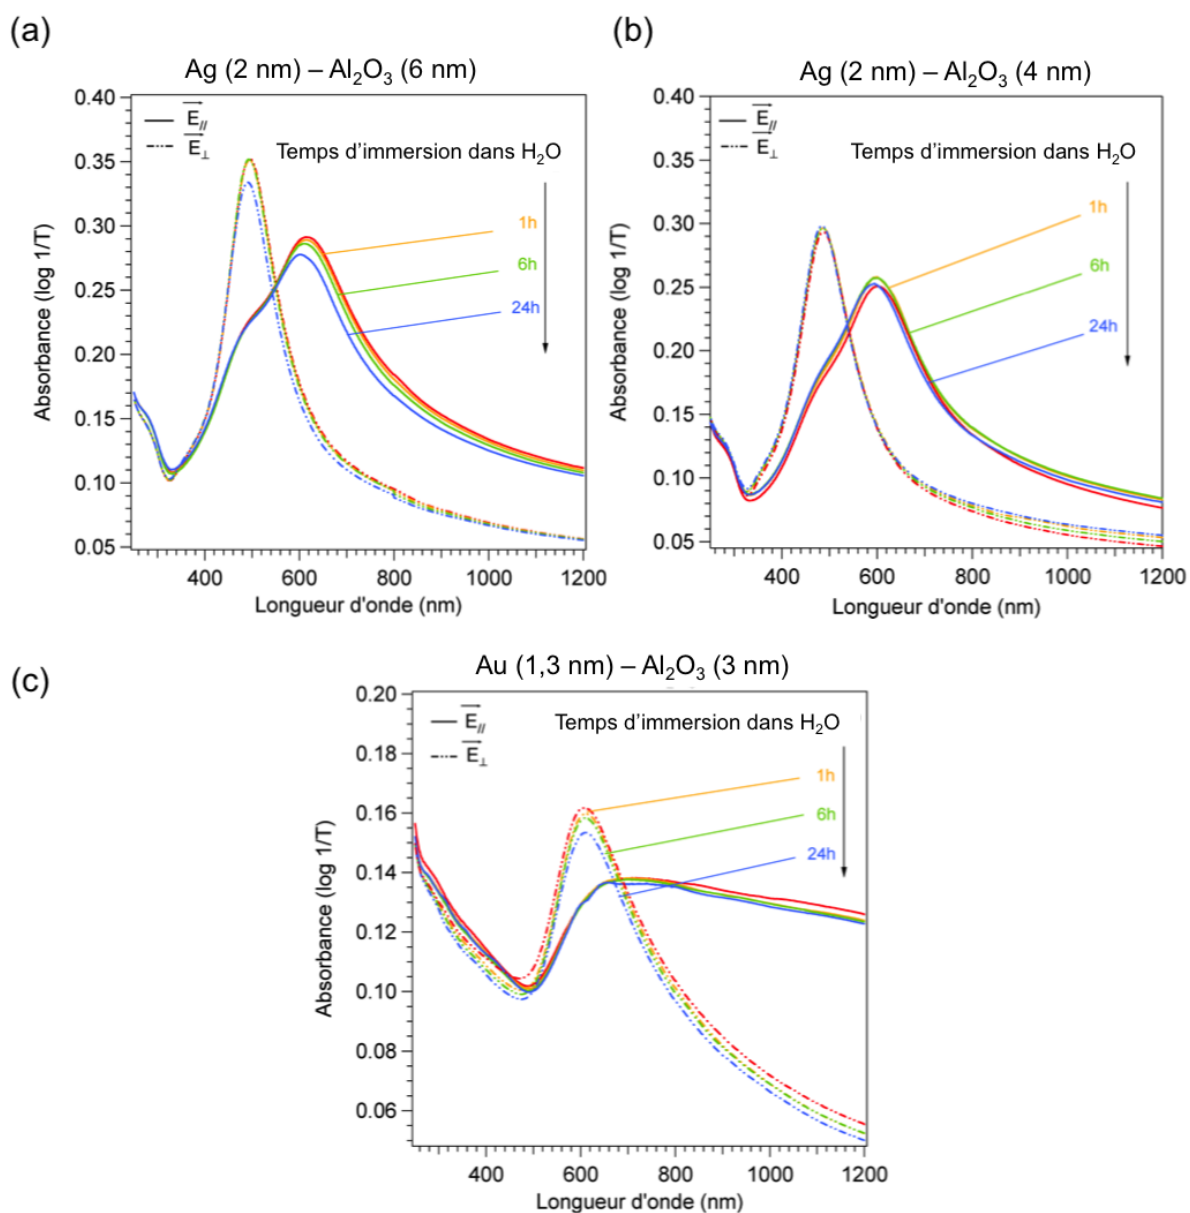 (a)
Ag (2 nm) – Al₂O₃ (6 nm)
0.40
0.35
0.30
0.25
0.20
0.15
0.10
0.05
Absorbance (log 1/T)
E//
E⊥
Temps d'immersion dans H₂O
1h
6h
24h
400
600
800
1000
1200
Longueur d'onde (nm)
(b)
Ag (2 nm) – Al₂O₃ (4 nm)
0.40
0.35
0.30
0.25
0.20
0.15
0.10
0.05
Absorbance (log 1/T)
E//
E⊥
Temps d'immersion dans H₂O
1h
6h
24h
400
600
800
1000
1200
Longueur d'onde (nm)
(c)
Au (1,3 nm) – Al₂O₃ (3 nm)
0.20
0.18
0.16
0.14
0.12
0.10
0.08
0.06
Absorbance (log 1/T)
E//
E⊥
Temps d'immersion dans H₂O
1h
6h
24h
400
600
800
1000
1200
Longueur d'onde (nm)